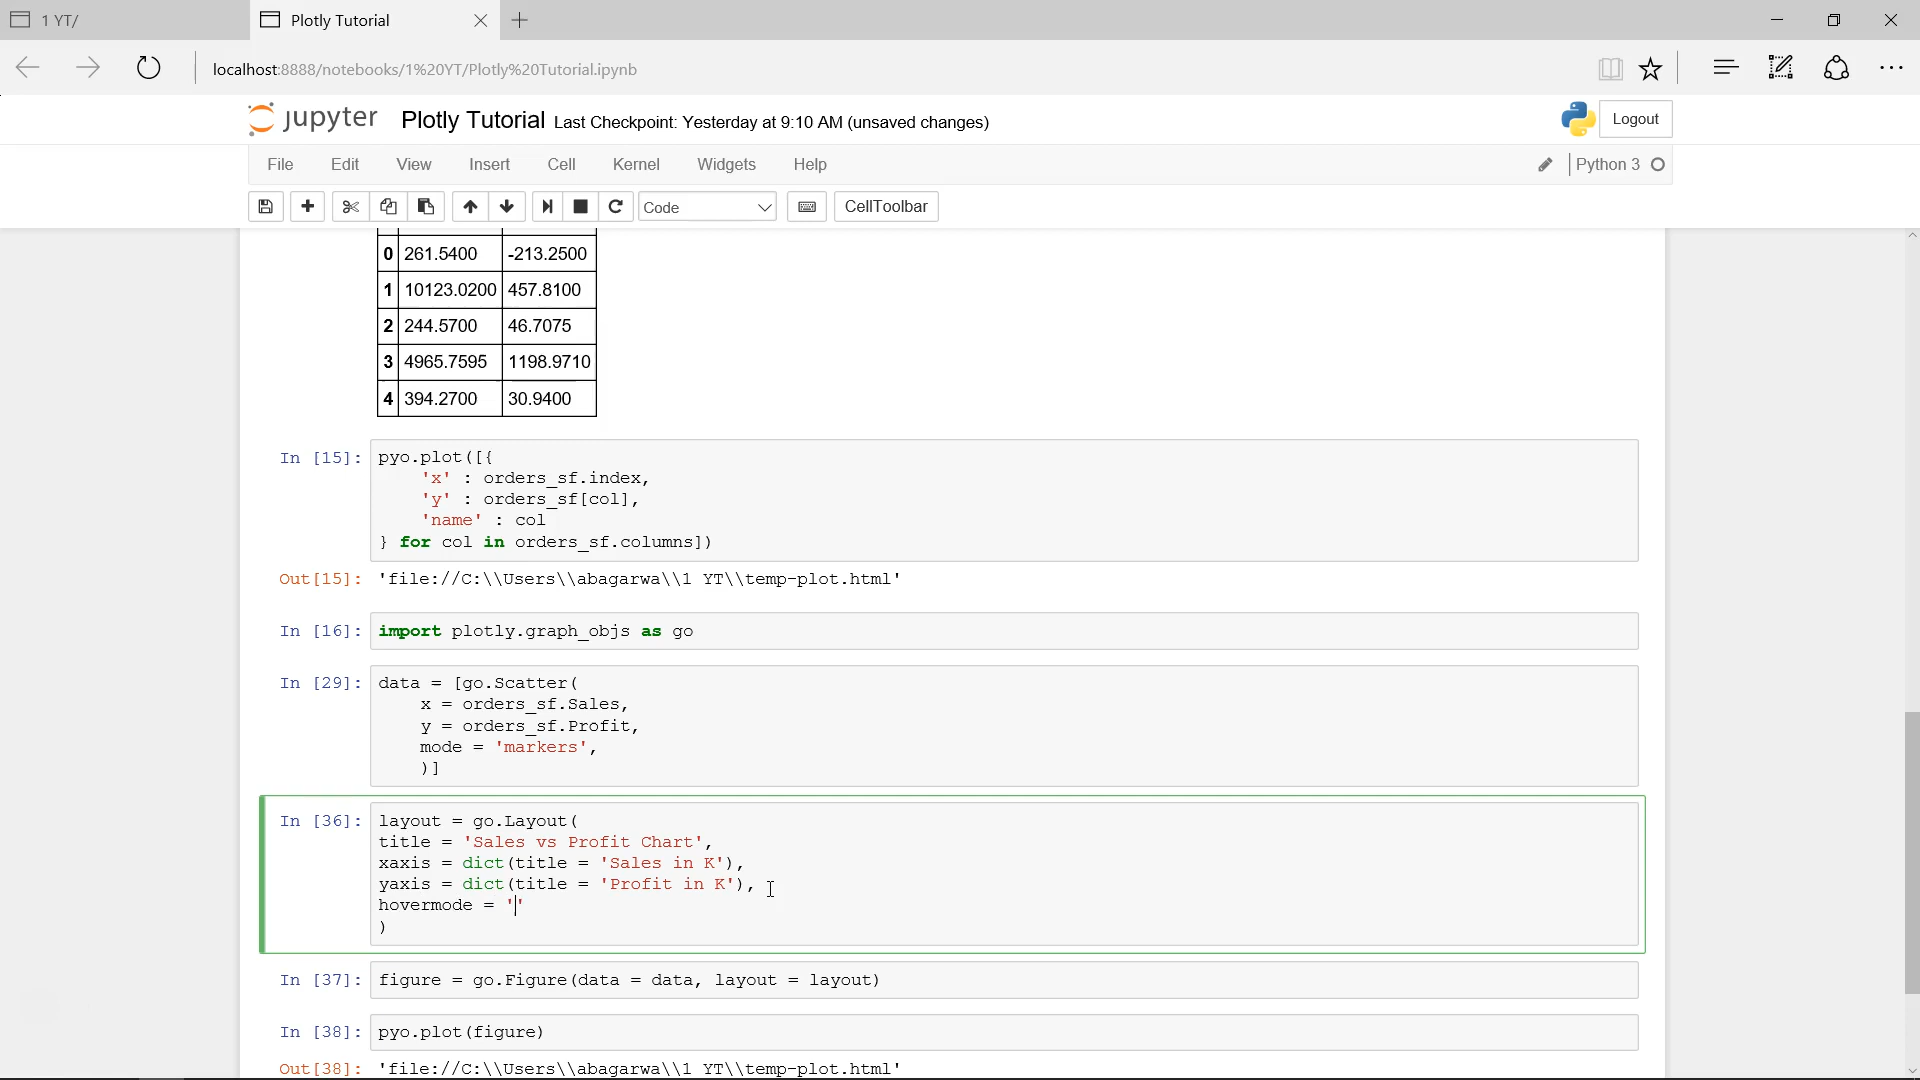 1 YT/
Plotly Tutorial
localhost:8888/notebooks/1%20YT/Plotly%20Tutorial.ipynb
jupyter Plotly Tutorial Last Checkpoint: Yesterday at 9:10 AM (unsaved changes)
Logout
File Edit View Insert Cell Kernel Widgets Help
Python 3
Code
CellToolbar
0 261.5400 -213.2500
1 10123.0200 457.8100
2 244.5700 46.7075
3 4965.7595 1198.9710
4 394.2700 30.9400
In [15]: pyo.plot([{
'x' : orders_sf.index,
'y' : orders_sf[col],
'name' : col
} for col in orders_sf.columns])
Out[15]: 'file://C:\\Users\\abagarwa\\1 YT\\temp-plot.html'
In [16]: import plotly.graph_objs as go
In [29]: data = [go.Scatter(
x = orders_sf.Sales,
y = orders_sf.Profit,
mode = 'markers',
)]
In [36]: layout = go.Layout(
title = 'Sales vs Profit Chart',
xaxis = dict(title = 'Sales in K'),
yaxis = dict(title = 'Profit in K'),
hovermode = ''
)
In [37]: figure = go.Figure(data = data, layout = layout)
In [38]: pyo.plot(figure)
Out[38]: 'file://C:\\Users\\abagarwa\\1 YT\\temp-plot.html'